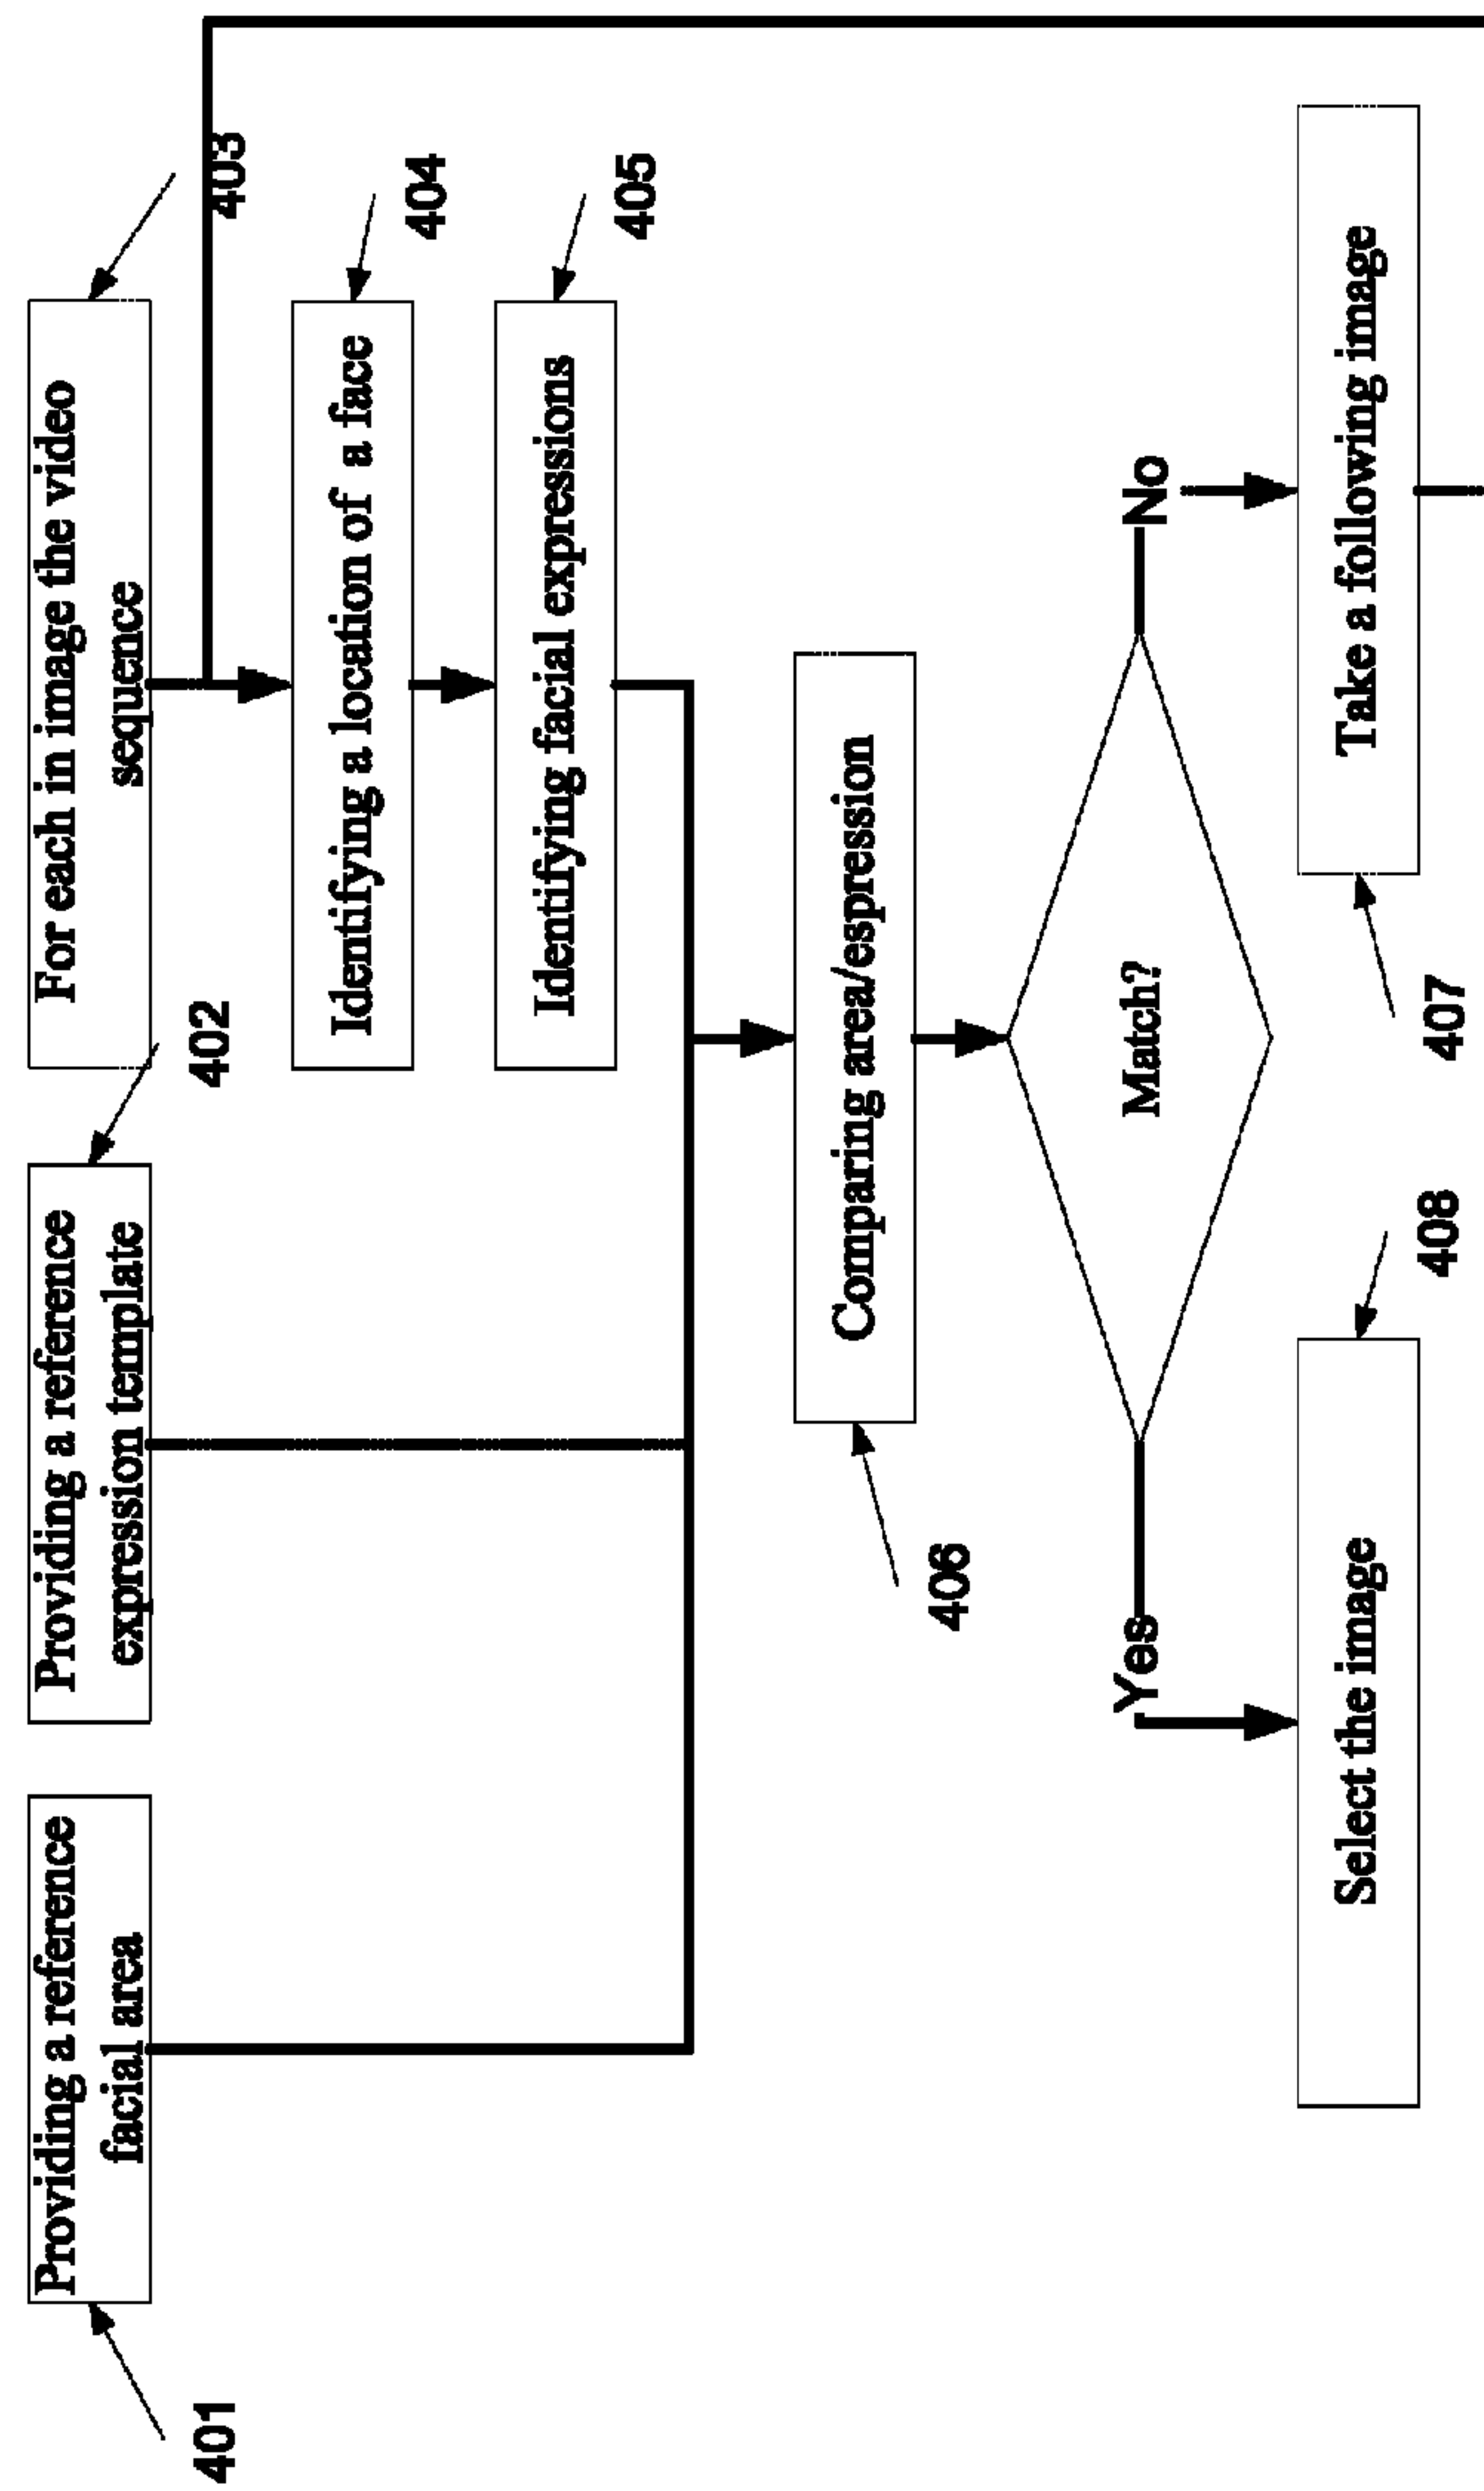 401
Providing a reference
facial area
402
Providing a reference
expression template
403
For each in image the video
sequence
404
Identifying a location of a face
405
Identifying facial expressions
406
Comparing area/espression
Match?
Yes
No
408
Select the image
407
Take a following image